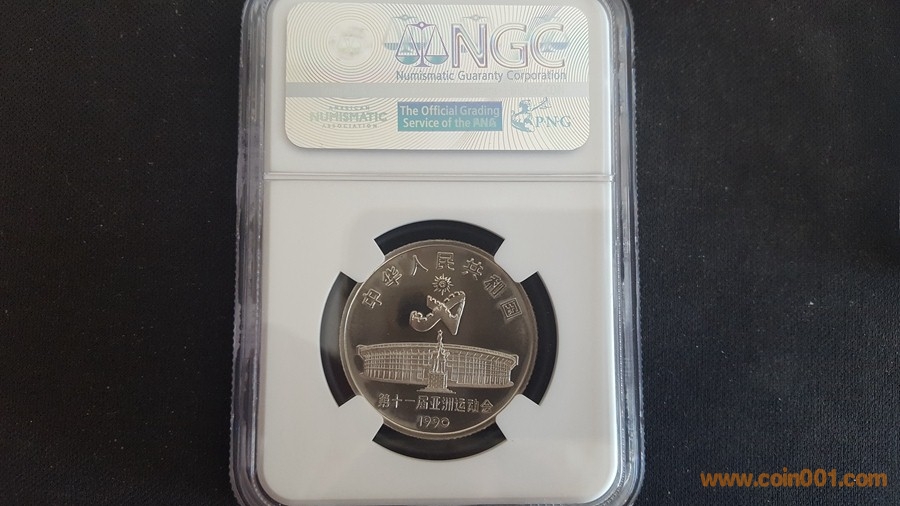 NGC
Numismatic Guaranty Corporation
AMERICAN
NUMISMATIC
ASSOCIATION
The Official Grading
Service of the PNG
PNG
中华人民共和国
第十一届亚洲运动会
1990
www.coin001.com